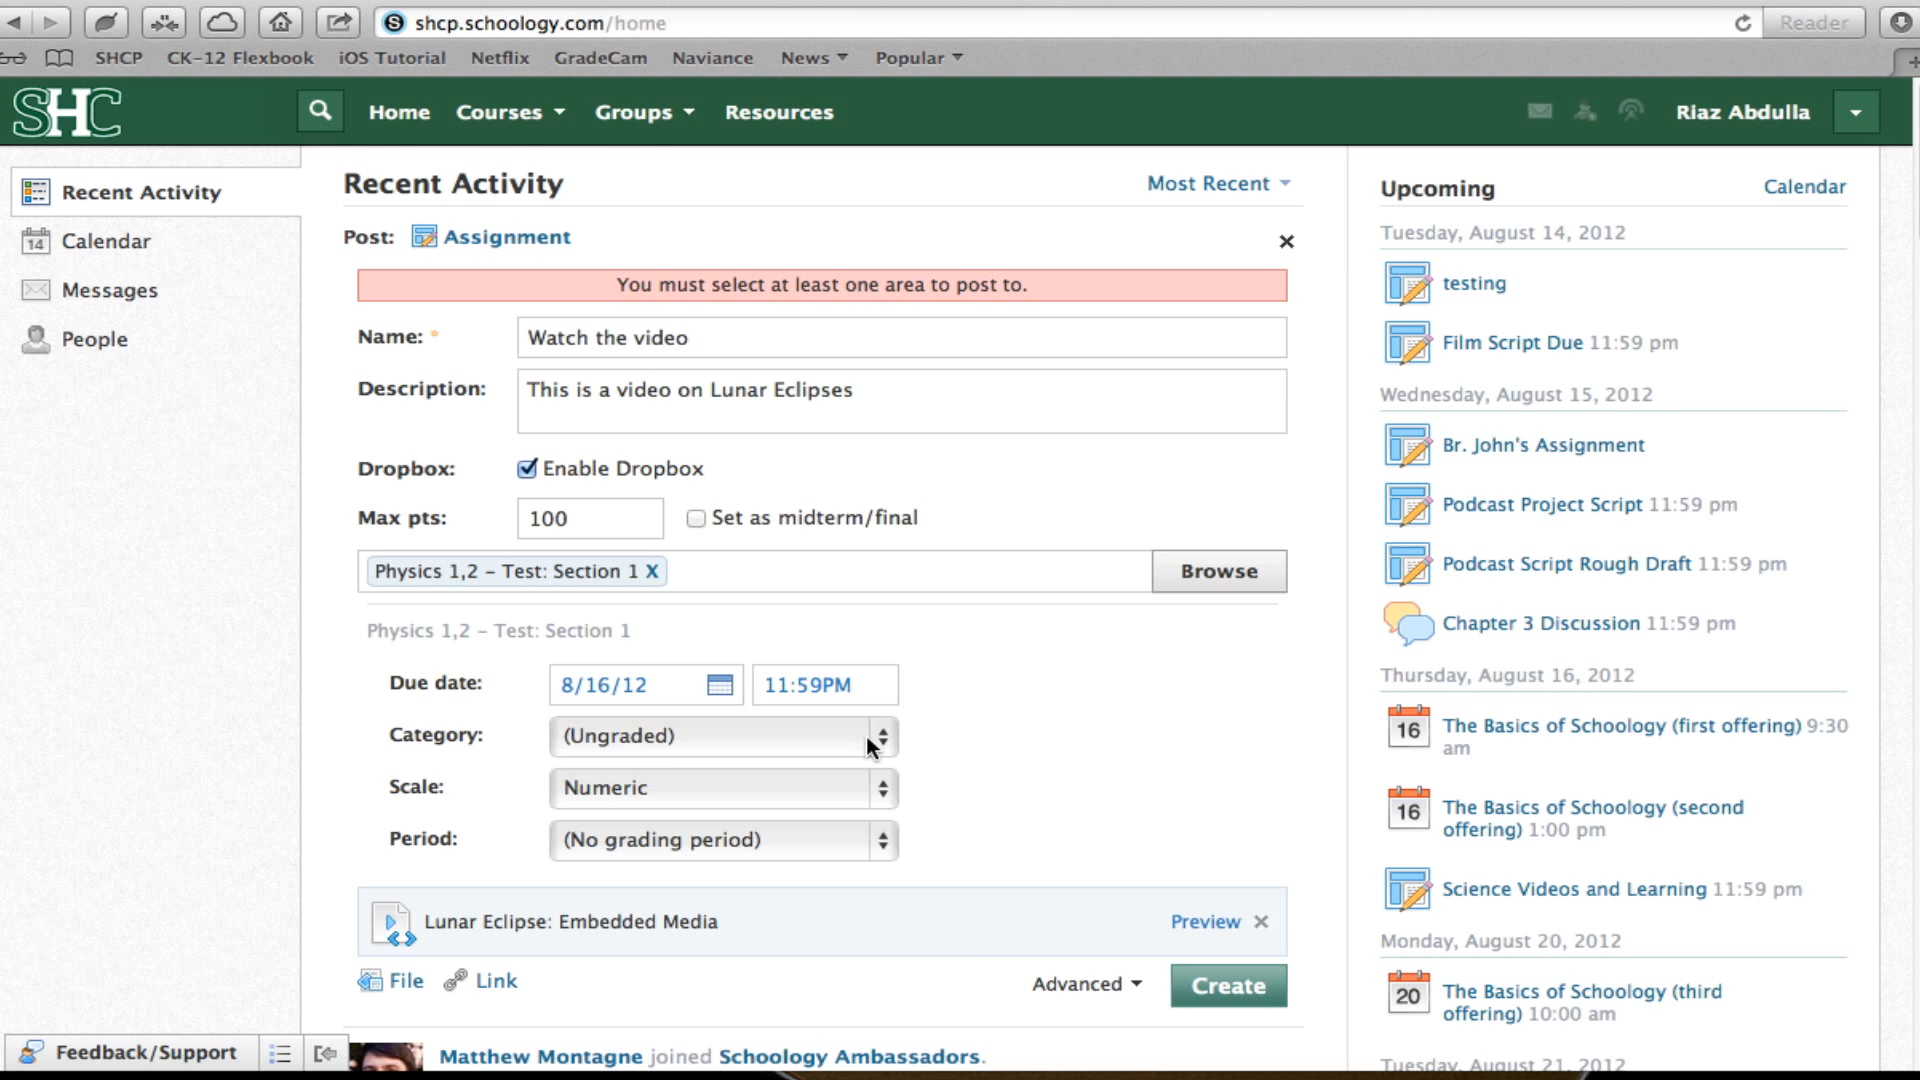 shcp.schoology.com/home
Reader
SHCP CK-12 Flexbook iOS Tutorial Netflix GradeCam Naviance News Popular
SHC Home Courses Groups Resources Riaz Abdulla
Recent Activity
14 Calendar
Messages
People
Recent Activity Most Recent
Post: Assignment
You must select at least one area to post to.
Name: * Watch the video
Description: This is a video on Lunar Eclipses
Dropbox: Enable Dropbox
Max pts: 100 Set as midterm/final
Physics 1,2 - Test: Section 1 X Browse
Physics 1,2 - Test: Section 1
Due date: 8/16/12 11:59PM
Category: (Ungraded)
Scale: Numeric
Period: (No grading period)
Lunar Eclipse: Embedded Media Preview
File Link Advanced Create
Matthew Montagne joined Schoology Ambassadors.
Feedback/Support
Upcoming Calendar
Tuesday, August 14, 2012
testing
Film Script Due 11:59 pm
Wednesday, August 15, 2012
Br. John's Assignment
Podcast Project Script 11:59 pm
Podcast Script Rough Draft 11:59 pm
Chapter 3 Discussion 11:59 pm
Thursday, August 16, 2012
16 The Basics of Schoology (first offering) 9:30
am
16 The Basics of Schoology (second
offering) 1:00 pm
Science Videos and Learning 11:59 pm
Monday, August 20, 2012
20 The Basics of Schoology (third
offering) 10:00 am
Tuesday, August 21, 2012